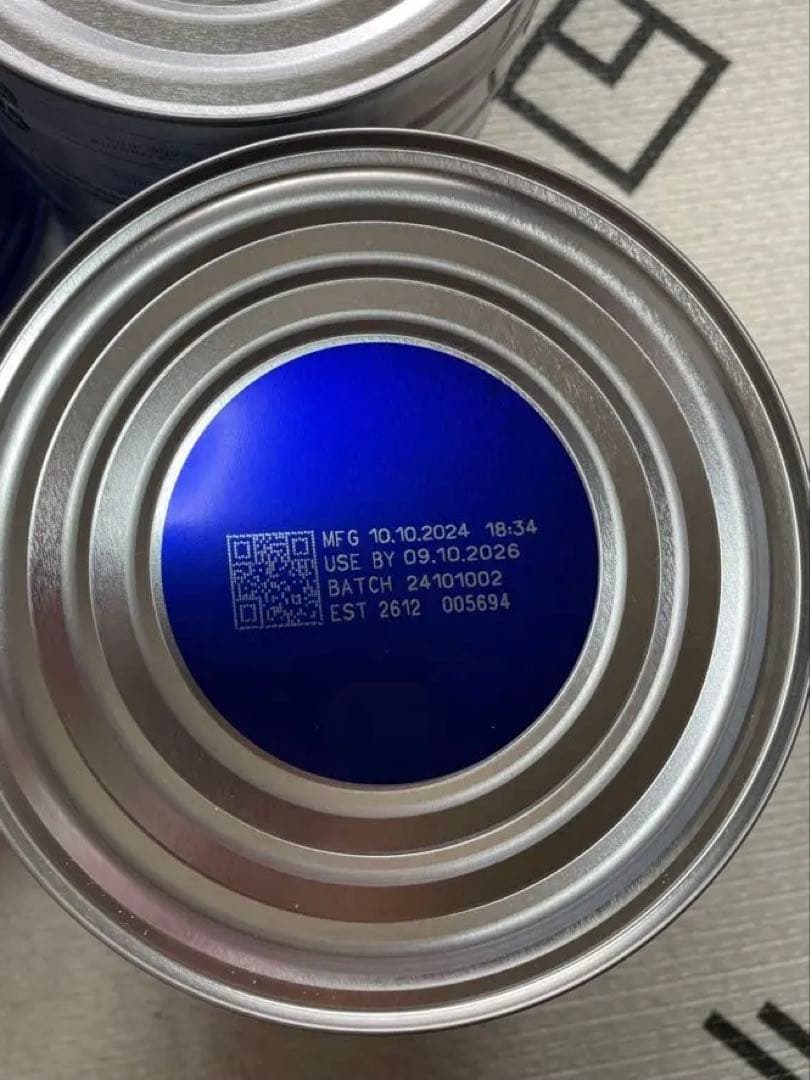 MFG 10.10.2024 18:34
USE BY 09.10.2026
BATCH 24101002
EST 2612 005694